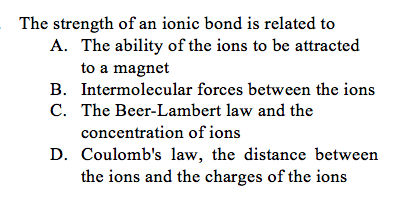 The strength of an ionic bond is related to
A. The ability of the ions to be attracted
to a magnet
B. Intermolecular forces between the ions
C. The Beer-Lambert law and the
concentration of ions
D. Coulomb's law, the distance between
the ions and the charges of the ions